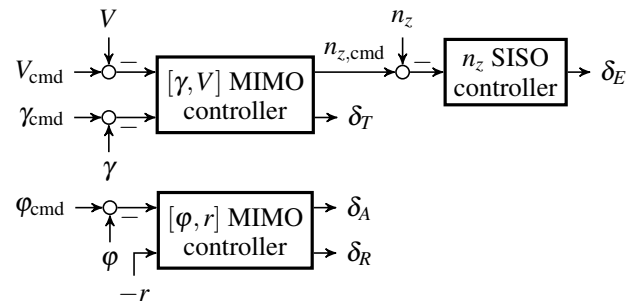 V
n_z
V_cmd
−
[γ, V] MIMO
controller
n_z,cmd
−
n_z SISO
controller
δ_E
γ_cmd
−
δ_T
γ
φ_cmd
−
[φ, r] MIMO
controller
δ_A
φ
δ_R
−r